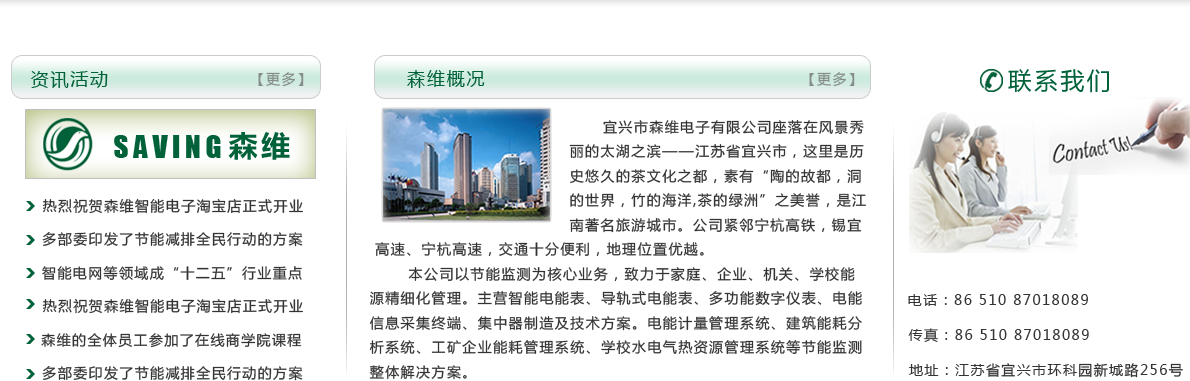 资讯活动
【更多】
SAVING 森维
热烈祝贺森维智能电子淘宝店正式开业
多部委印发了节能减排全民行动的方案
智能电网等领域成“十二五”行业重点
热烈祝贺森维智能电子淘宝店正式开业
森维的全体员工参加了在线商学院课程
多部委印发了节能减排全民行动的方案
森维概况
【更多】
宜兴市森维电子有限公司座落在风景秀
丽的太湖之滨——江苏省宜兴市，这里是历
史悠久的茶文化之都，素有“陶的故都，洞
的世界，竹的海洋,茶的绿洲”之美誉，是江
南著名旅游城市。公司紧邻宁杭高铁，锡宜
高速、宁杭高速，交通十分便利，地理位置优越。
本公司以节能监测为核心业务，致力于家庭、企业、机关、学校能
源精细化管理。主营智能电能表、导轨式电能表、多功能数字仪表、电能
信息采集终端、集中器制造及技术方案。电能计量管理系统、建筑能耗分
析系统、工矿企业能耗管理系统、学校水电气热资源管理系统等节能监测
整体解决方案。
联系我们
Contact Us!
电话：86 510 87018089
传真：86 510 87018089
地址：江苏省宜兴市环科园新城路256号